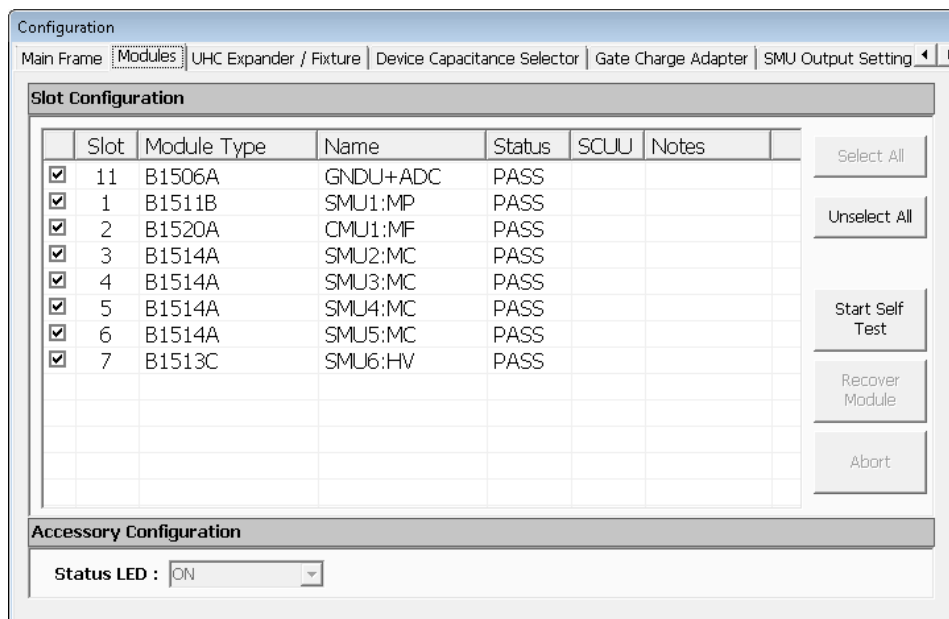 Configuration
Main Frame Modules UHC Expander / Fixture Device Capacitance Selector Gate Charge Adapter SMU Output Setting
Slot Configuration
Slot Module Type Name Status SCUU Notes
11 B1506A GNDU+ADC PASS
1 B1511B SMU1:MP PASS
2 B1520A CMU1:MF PASS
3 B1514A SMU2:MC PASS
4 B1514A SMU3:MC PASS
5 B1514A SMU4:MC PASS
6 B1514A SMU5:MC PASS
7 B1513C SMU6:HV PASS
Select All
Unselect All
Start Self
Test
Recover
Module
Abort
Accessory Configuration
Status LED : ON